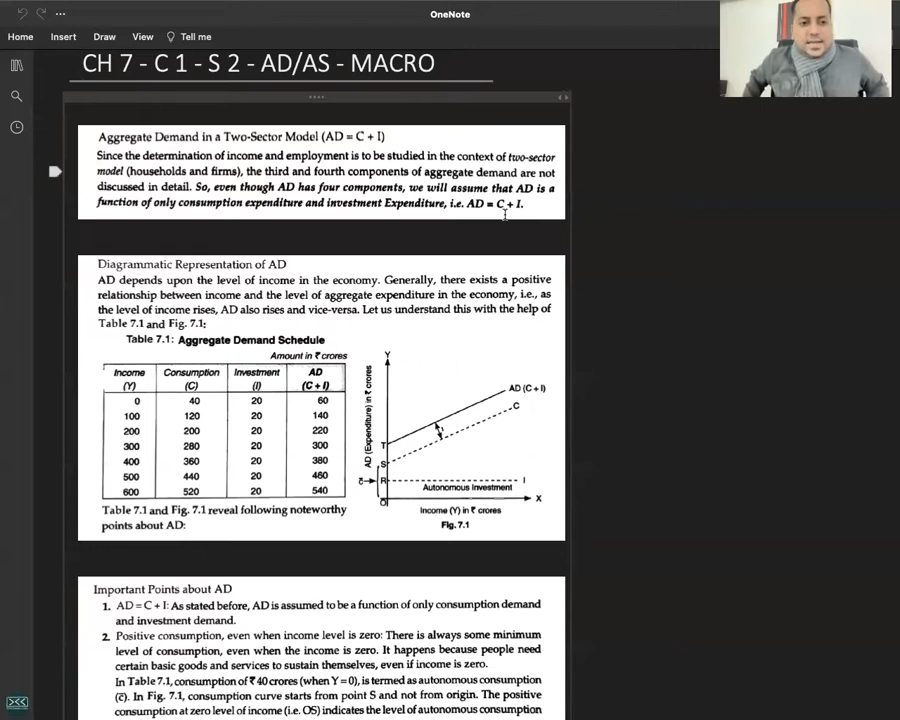 OneNote
Home Insert Draw View Tell me
CH 7 - C 1 - S 2 - AD/AS - MACRO
Aggregate Demand in a Two-Sector Model (AD = C + I)
Since the determination of income and employment is to be studied in the context of two-sector
model (households and firms), the third and fourth components of aggregate demand are not
discussed in detail. So, even though AD has four components, we will assume that AD is a
function of only consumption expenditure and investment Expenditure, i.e. AD = C + I.
Diagrammatic Representation of AD
AD depends upon the level of income in the economy. Generally, there exists a positive
relationship between income and the level of aggregate expenditure in the economy, i.e., as
the level of income rises, AD also rises and vice-versa. Let us understand this with the help of
Table 7.1 and Fig. 7.1:
Table 7.1: Aggregate Demand Schedule
Amount in ₹ crores
Income Consumption Investment AD
(Y) (C) (I) (C + I)
0 40 20 60
100 120 20 140
200 200 20 220
300 280 20 300
400 360 20 380
500 440 20 460
600 520 20 540
Y
AD (Expenditure) in ₹ crores
AD (C + I)
C
I
T
S
c̄
R
I
Autonomous Investment
O
X
Income (Y) in ₹ crores
Fig. 7.1
Table 7.1 and Fig. 7.1 reveal following noteworthy
points about AD:
Important Points about AD
1. AD = C + I: As stated before, AD is assumed to be a function of only consumption demand
and investment demand.
2. Positive consumption, even when income level is zero: There is always some minimum
level of consumption, even when the income is zero. It happens because people need
certain basic goods and services to sustain themselves, even if income is zero.
In Table 7.1, consumption of ₹ 40 crores (when Y = 0), is termed as autonomous consumption
(c̄). In Fig. 7.1, consumption curve starts from point S and not from origin. The positive
consumption at zero level of income (i.e. OS) indicates the level of autonomous consumption